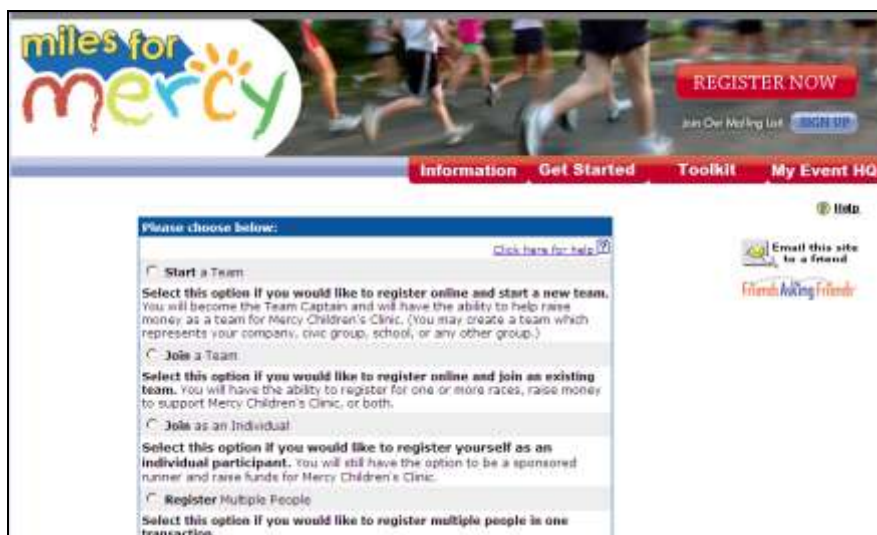 miles for
mercy
REGISTER NOW
Join Our Mailing List SIGN UP
Information Get Started Toolkit My Event HQ
Help
Please choose below:
Click here for help ?
Email this site
to a friend
Friends Asking Friends
Start a Team
Select this option if you would like to register online and start a new team.
You will become the Team Captain and will have the ability to help raise
money as a team for Mercy Children's Clinic. (You may create a team which
represents your company, civic group, school, or any other group.)
Join a Team
Select this option if you would like to register online and join an existing
team. You will have the ability to register for one or more races, raise money
to support Mercy Children's Clinic, or both.
Join as an Individual
Select this option if you would like to register yourself as an
individual participant. You will still have the option to be a sponsored
runner and raise funds for Mercy Children's Clinic.
Register Multiple People
Select this option if you would like to register multiple people in one
transaction